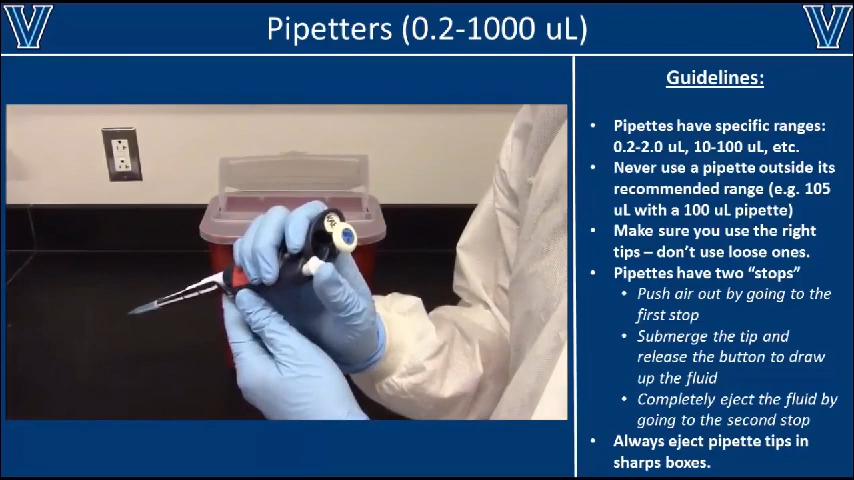 Pipetters (0.2-1000 uL)
Guidelines:
• Pipettes have specific ranges:
0.2-2.0 uL, 10-100 uL, etc.
• Never use a pipette outside its
recommended range (e.g. 105
uL with a 100 uL pipette)
• Make sure you use the right
tips – don't use loose ones.
• Pipettes have two “stops”
• Push air out by going to the
first stop
• Submerge the tip and
release the button to draw
up the fluid
• Completely eject the fluid by
going to the second stop
• Always eject pipette tips in
sharps boxes.